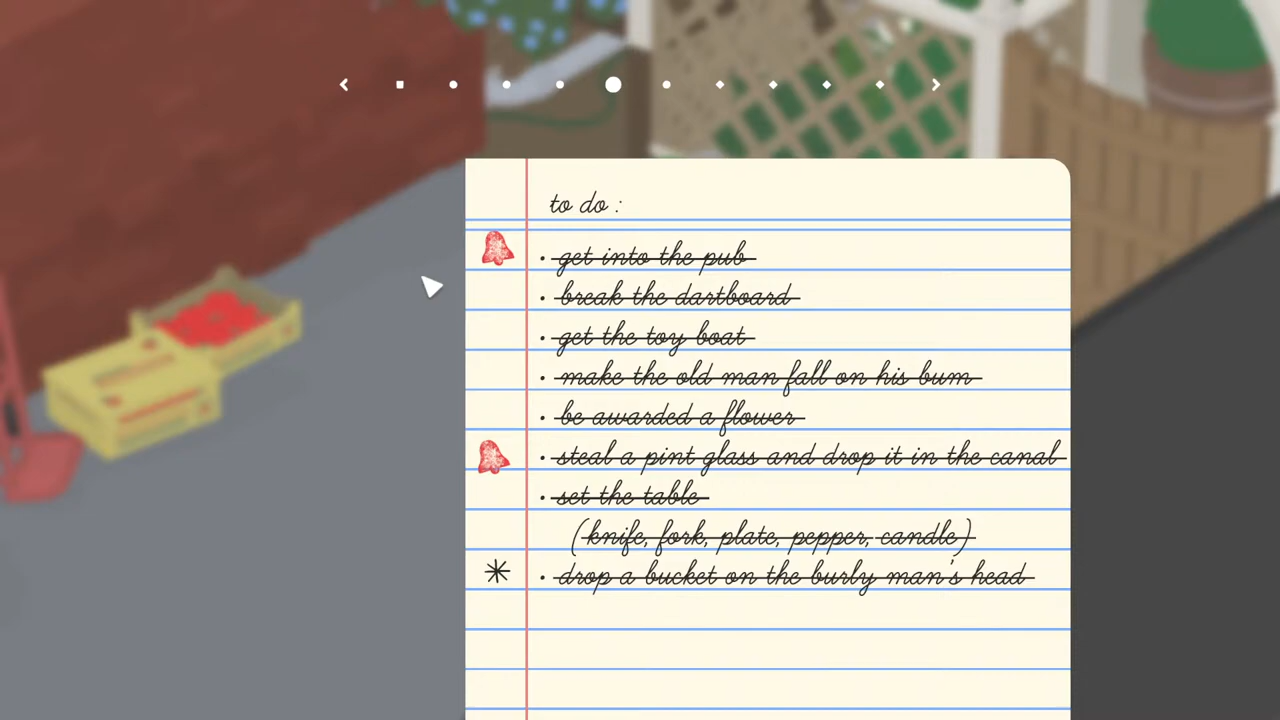 to do :
• get into the pub
• break the dartboard
• get the toy boat
• make the old man fall on his bum
• be awarded a flower
• steal a pint glass and drop it in the canal
• set the table
(knife, fork, plate, pepper, candle)
• drop a bucket on the burly man's head